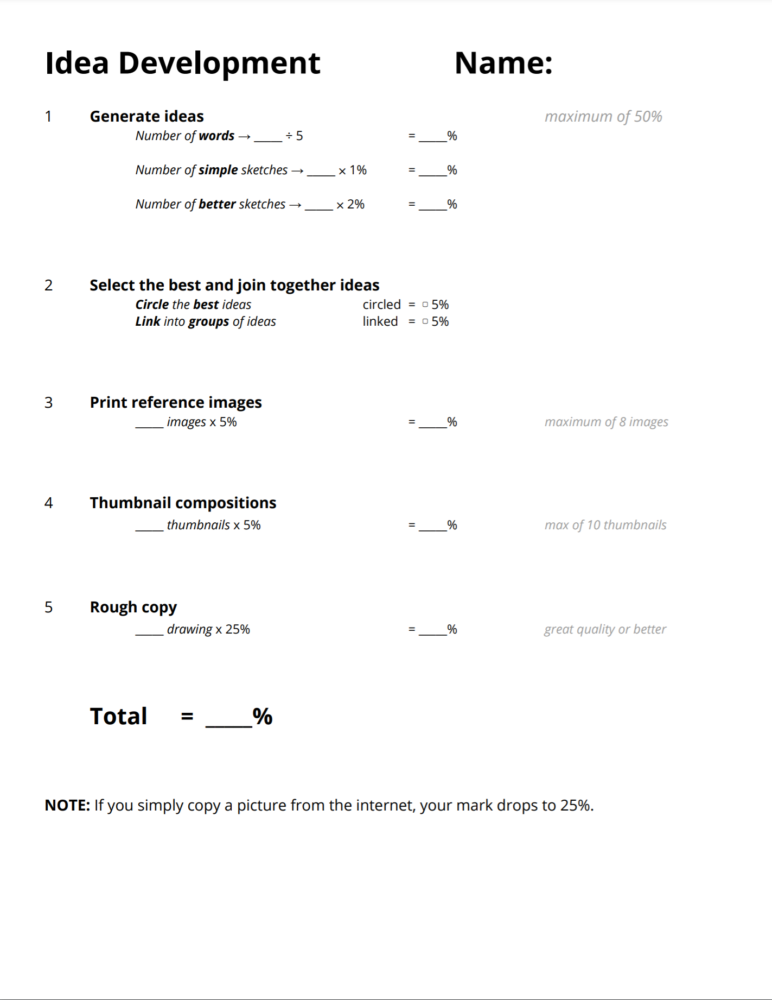 Idea Development Name:
1 Generate ideas maximum of 50%
Number of words → _____ ÷ 5 = _____%
Number of simple sketches → _____ × 1% = _____%
Number of better sketches → _____ × 2% = _____%
2 Select the best and join together ideas
Circle the best ideas circled = ▢ 5%
Link into groups of ideas linked = ▢ 5%
3 Print reference images
_____ images x 5% = _____% maximum of 8 images
4 Thumbnail compositions
_____ thumbnails x 5% = _____% max of 10 thumbnails
5 Rough copy
_____ drawing x 25% = _____% great quality or better
Total = _____%
NOTE: If you simply copy a picture from the internet, your mark drops to 25%.